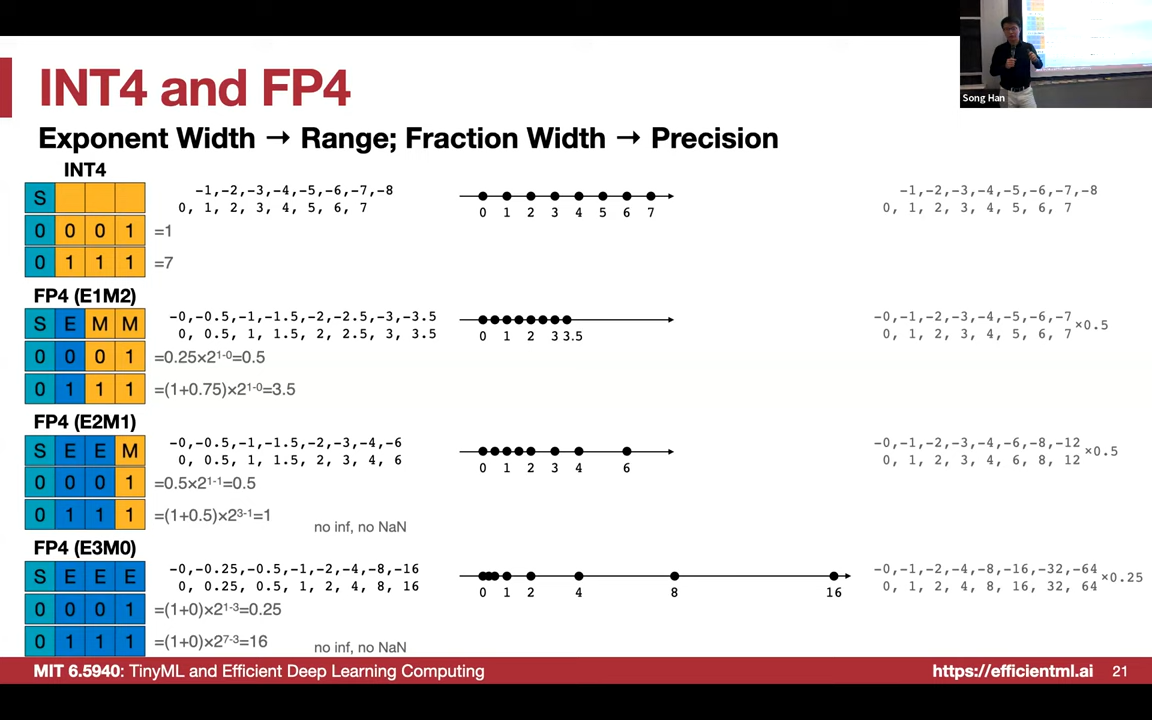 Song Han
INT4 and FP4
Exponent Width → Range; Fraction Width → Precision
INT4
S
0 0 0 1 =1
0 1 1 1 =7
-1,-2,-3,-4,-5,-6,-7,-8
0, 1, 2, 3, 4, 5, 6, 7
0 1 2 3 4 5 6 7
-1,-2,-3,-4,-5,-6,-7,-8
0, 1, 2, 3, 4, 5, 6, 7
FP4 (E1M2)
S E M M
0 0 0 1 =0.25×2¹⁻⁰=0.5
0 1 1 1 =(1+0.75)×2¹⁻⁰=3.5
-0,-0.5,-1,-1.5,-2,-2.5,-3,-3.5
0, 0.5, 1, 1.5, 2, 2.5, 3, 3.5
0 1 2 3 3.5
-0,-1,-2,-3,-4,-5,-6,-7
0, 1, 2, 3, 4, 5, 6, 7 ×0.5
FP4 (E2M1)
S E E M
0 0 0 1 =0.5×2¹⁻¹=0.5
0 1 1 1 =(1+0.5)×2³⁻¹=1
-0,-0.5,-1,-1.5,-2,-3,-4,-6
0, 0.5, 1, 1.5, 2, 3, 4, 6
no inf, no NaN
0 1 2 3 4 6
-0,-1,-2,-3,-4,-6,-8,-12
0, 1, 2, 3, 4, 6, 8, 12 ×0.5
FP4 (E3M0)
S E E E
0 0 0 1 =(1+0)×2¹⁻³=0.25
0 1 1 1 =(1+0)×2⁷⁻³=16
-0,-0.25,-0.5,-1,-2,-4,-8,-16
0, 0.25, 0.5, 1, 2, 4, 8, 16
no inf, no NaN
0 1 2 4 8 16
-0,-1,-2,-4,-8,-16,-32,-64
0, 1, 2, 4, 8, 16, 32, 64 ×0.25
MIT 6.5940: TinyML and Efficient Deep Learning Computing
https://efficientml.ai 21